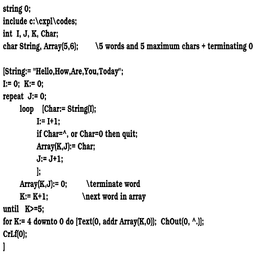 string 0;
include c:\cxpl\codes;
int I, J, K, Char;
char String, Array(5,6); \5 words and 5 maximum chars + terminating 0
[String:= "Hello,How,Are,You,Today";
I:= 0; K:= 0;
repeat J:= 0;
loop [Char:= String(I);
I:= I+1;
if Char=^, or Char=0 then quit;
Array(K,J):= Char;
J:= J+1;
];
Array(K,J):= 0; \terminate word
K:= K+1; \next word in array
until K>=5;
for K:= 4 downto 0 do [Text(0, addr Array(K,0)); ChOut(0, ^.)];
CrLf(0);
]